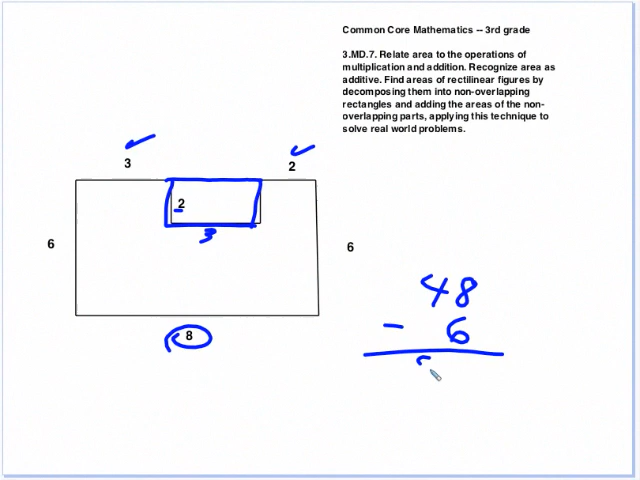 Common Core Mathematics -- 3rd grade
3.MD.7. Relate area to the operations of
multiplication and addition. Recognize area as
additive. Find areas of rectilinear figures by
decomposing them into non-overlapping
rectangles and adding the areas of the non-
overlapping parts, applying this technique to
solve real world problems.
3
2
2
3
6
6
8
48
- 6